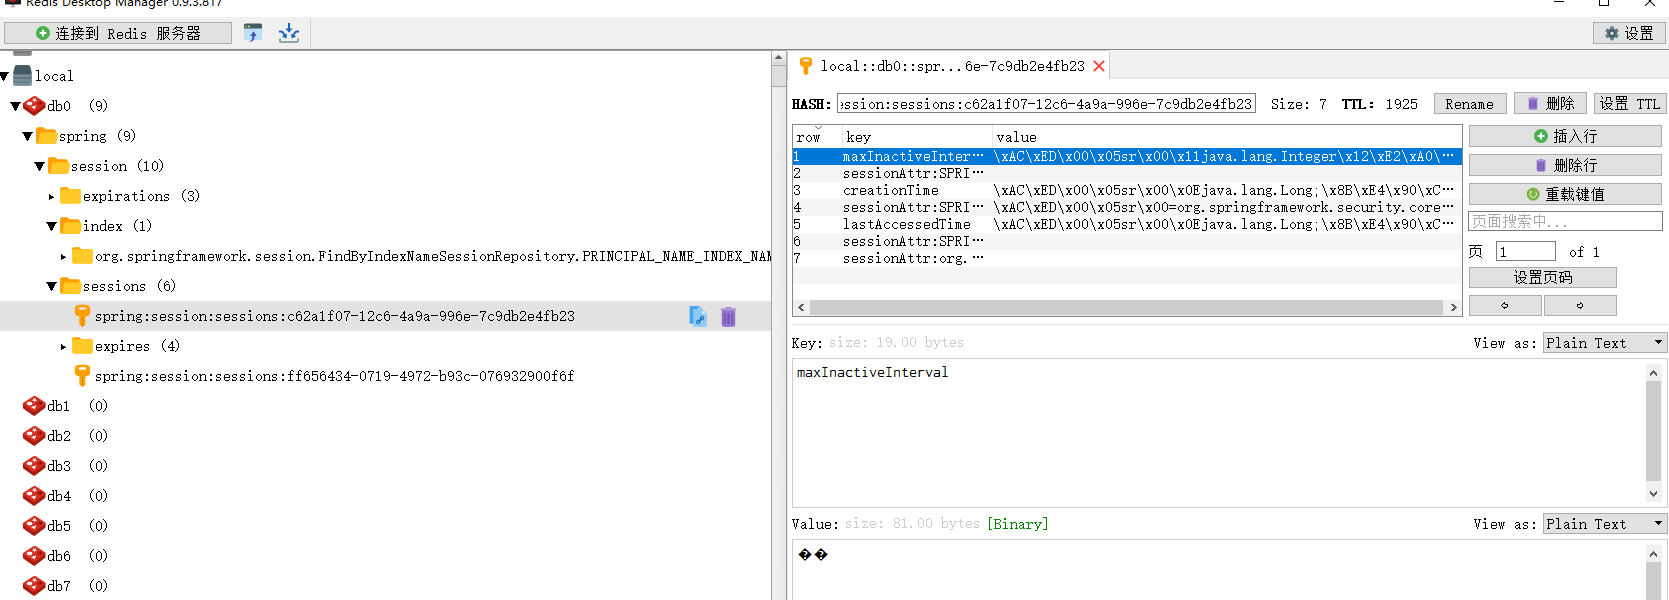 Redis Desktop Manager 0.9.3.817
连接到 Redis 服务器
设置
local
db0 (9)
spring (9)
session (10)
expirations (3)
index (1)
org.springframework.session.FindByIndexNameSessionRepository.PRINCIPAL_NAME_INDEX_NAM
sessions (6)
spring:session:sessions:c62a1f07-12c6-4a9a-996e-7c9db2e4fb23
expires (4)
spring:session:sessions:ff656434-0719-4972-b93c-076932900f6f
db1 (0)
db2 (0)
db3 (0)
db4 (0)
db5 (0)
db6 (0)
db7 (0)
local::db0::spr...6e-7c9db2e4fb23
HASH: ession:sessions:c62a1f07-12c6-4a9a-996e-7c9db2e4fb23 Size: 7 TTL: 1925 Rename 删除 设置 TTL
row key value
1 maxInactiveInter… \xAC\xED\x00\x05sr\x00\x11java.lang.Integer\x12\xE2\xA0\…
2 sessionAttr:SPRI…
3 creationTime \xAC\xED\x00\x05sr\x00\x0Ejava.lang.Long;\x8B\xE4\x90\xC…
4 sessionAttr:SPRI… \xAC\xED\x00\x05sr\x00=org.springframework.security.core…
5 lastAccessedTime \xAC\xED\x00\x05sr\x00\x0Ejava.lang.Long;\x8B\xE4\x90\xC…
6 sessionAttr:SPRI…
7 sessionAttr:org.…
插入行
删除行
重载键值
页面搜索中...
页 1 of 1
设置页码
Key: size: 19.00 bytes View as: Plain Text
maxInactiveInterval
Value: size: 81.00 bytes [Binary] View as: Plain Text
��